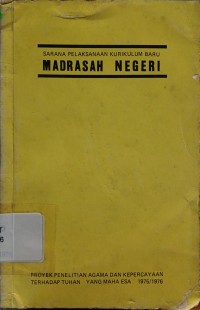 SARANA PELAKSANAAN KURIKULUM BARU
MADRASAH NEGERI
PROYEK PENELITIAN AGAMA DAN KEPERCAYAAN
TERHADAP TUHAN YANG MAHA ESA 1975/1976